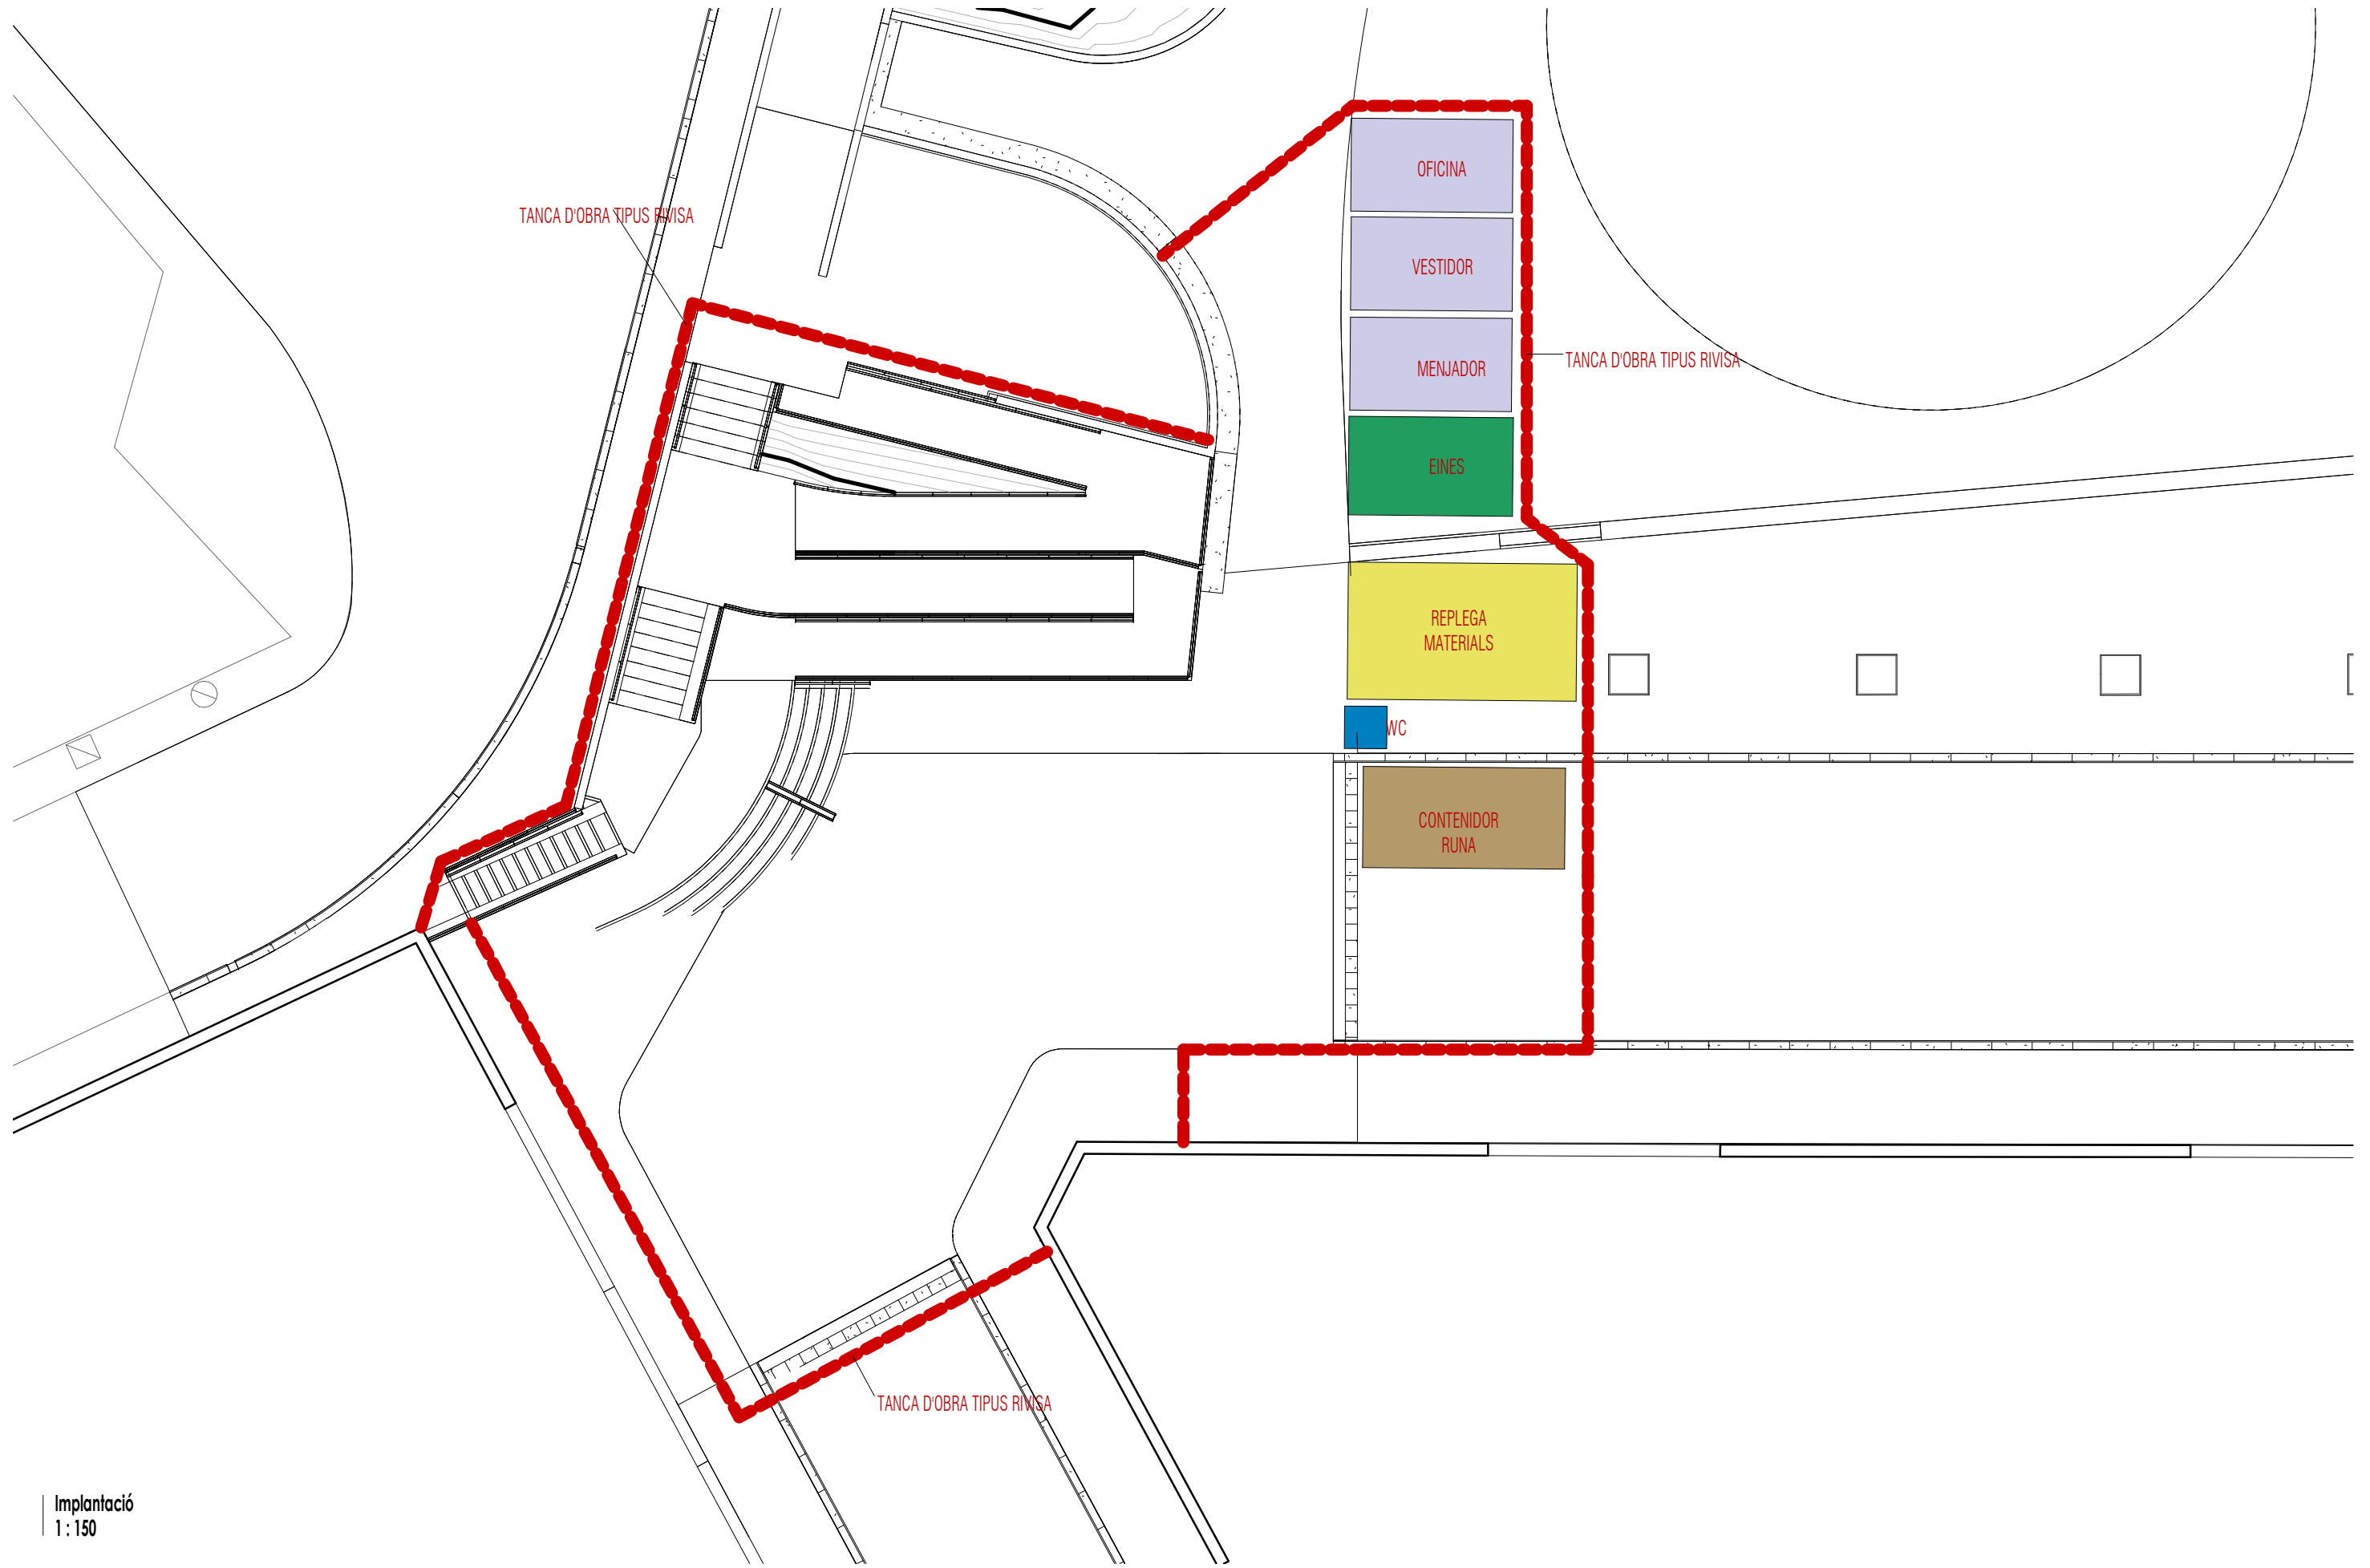 OFICINA
TANCA D'OBRA TIPUS RIVISA
VESTIDOR
TANCA D'OBRA TIPUS RIVISA
MENJADOR
EINES
REPLEGA
MATERIALS
WC
CONTENIDOR
RUNA
TANCA D'OBRA TIPUS RIVISA
Implantació
1 : 150